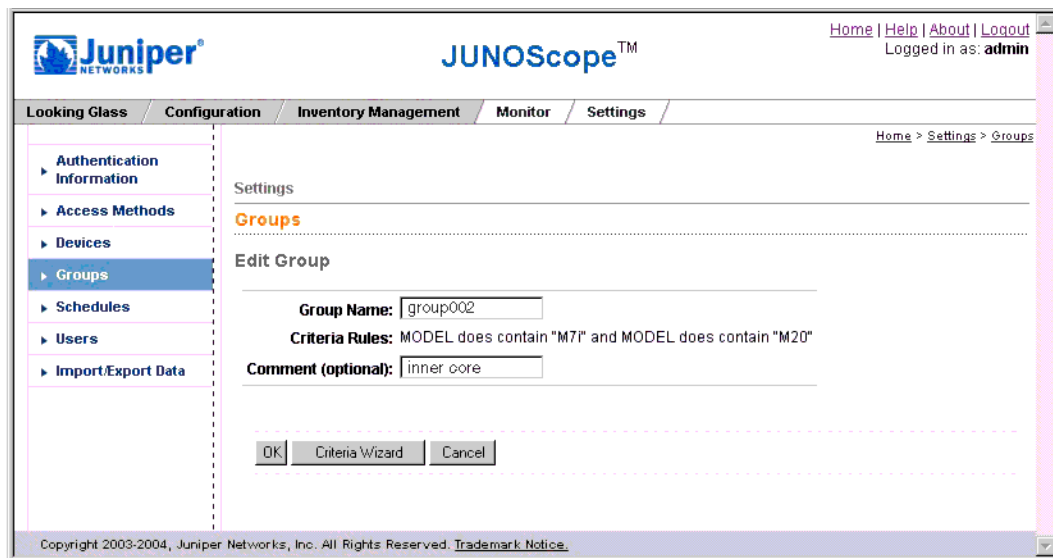 Juniper®
NETWORKS
JUNOScope™
Home | Help | About | Logout
Logged in as: admin
Looking Glass / Configuration / Inventory Management / Monitor / Settings /
Home > Settings > Groups
Authentication
Information
Access Methods
Devices
Groups
Schedules
Users
Import/Export Data
Settings
Groups
Edit Group
Group Name: group002
Criteria Rules: MODEL does contain "M7i" and MODEL does contain "M20"
Comment (optional): inner core
OK Criteria Wizard Cancel
Copyright 2003-2004, Juniper Networks, Inc. All Rights Reserved. Trademark Notice.